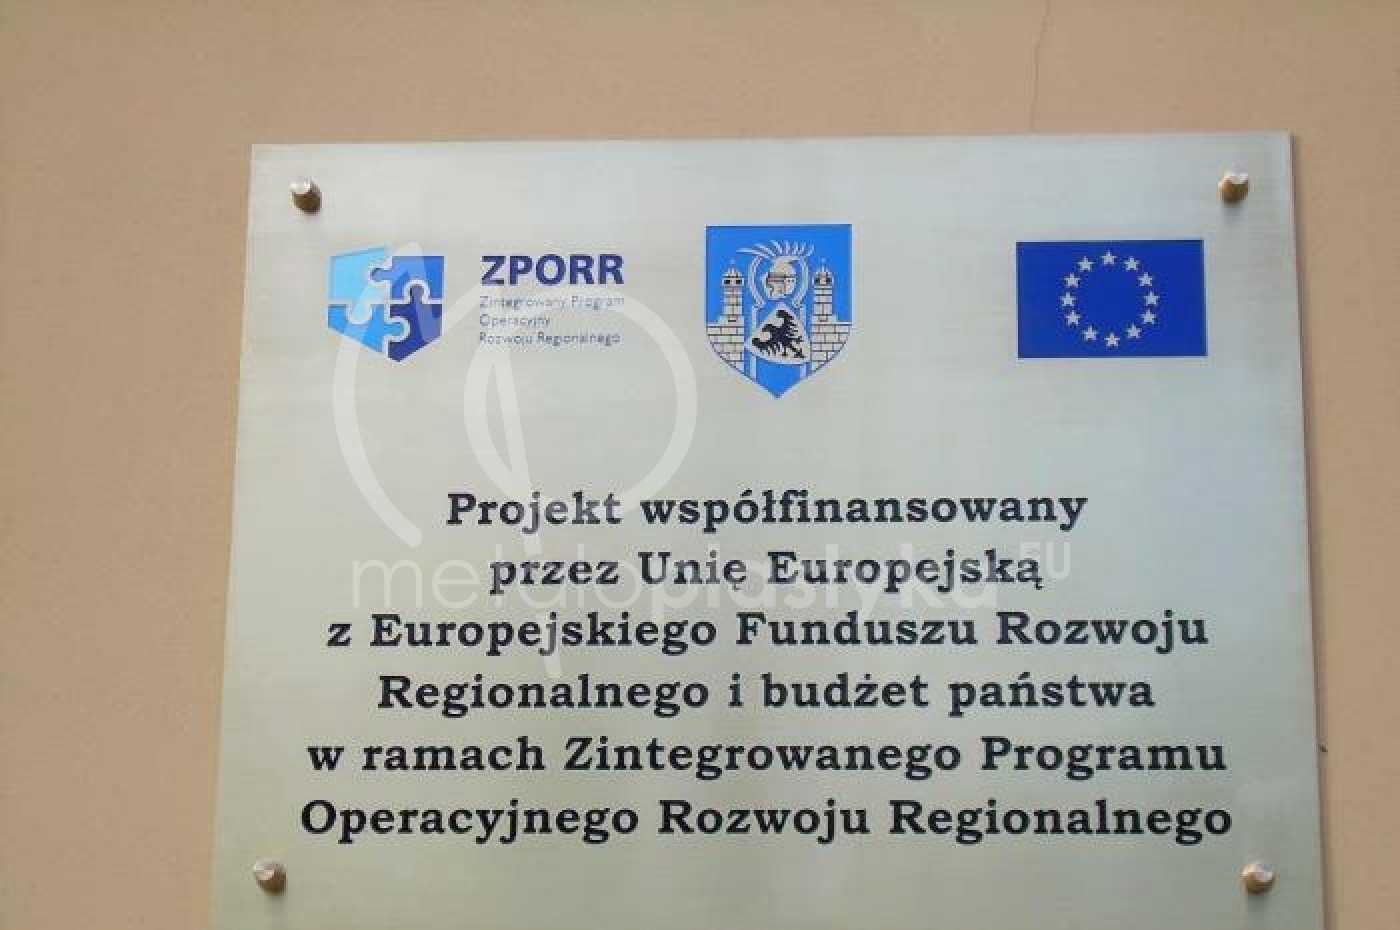 ZPORR
Zintegrowany Program
Operacyjny
Rozwoju Regionalnego
Projekt współfinansowany
przez Unię Europejską
z Europejskiego Funduszu Rozwoju
Regionalnego i budżet państwa
w ramach Zintegrowanego Programu
Operacyjnego Rozwoju Regionalnego
metaloplastyka EU